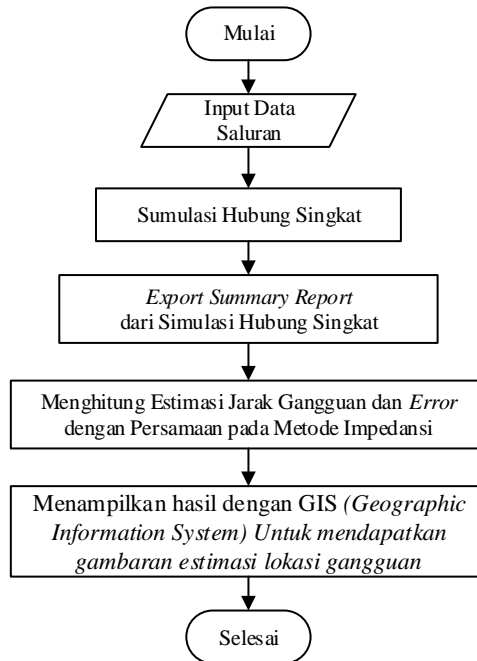 Mulai
Input Data
Saluran
Sumulasi Hubung Singkat
Export Summary Report
dari Simulasi Hubung Singkat
Menghitung Estimasi Jarak Gangguan dan Error
dengan Persamaan pada Metode Impedansi
Menampilkan hasil dengan GIS (Geographic
Information System) Untuk mendapatkan
gambaran estimasi lokasi gangguan
Selesai